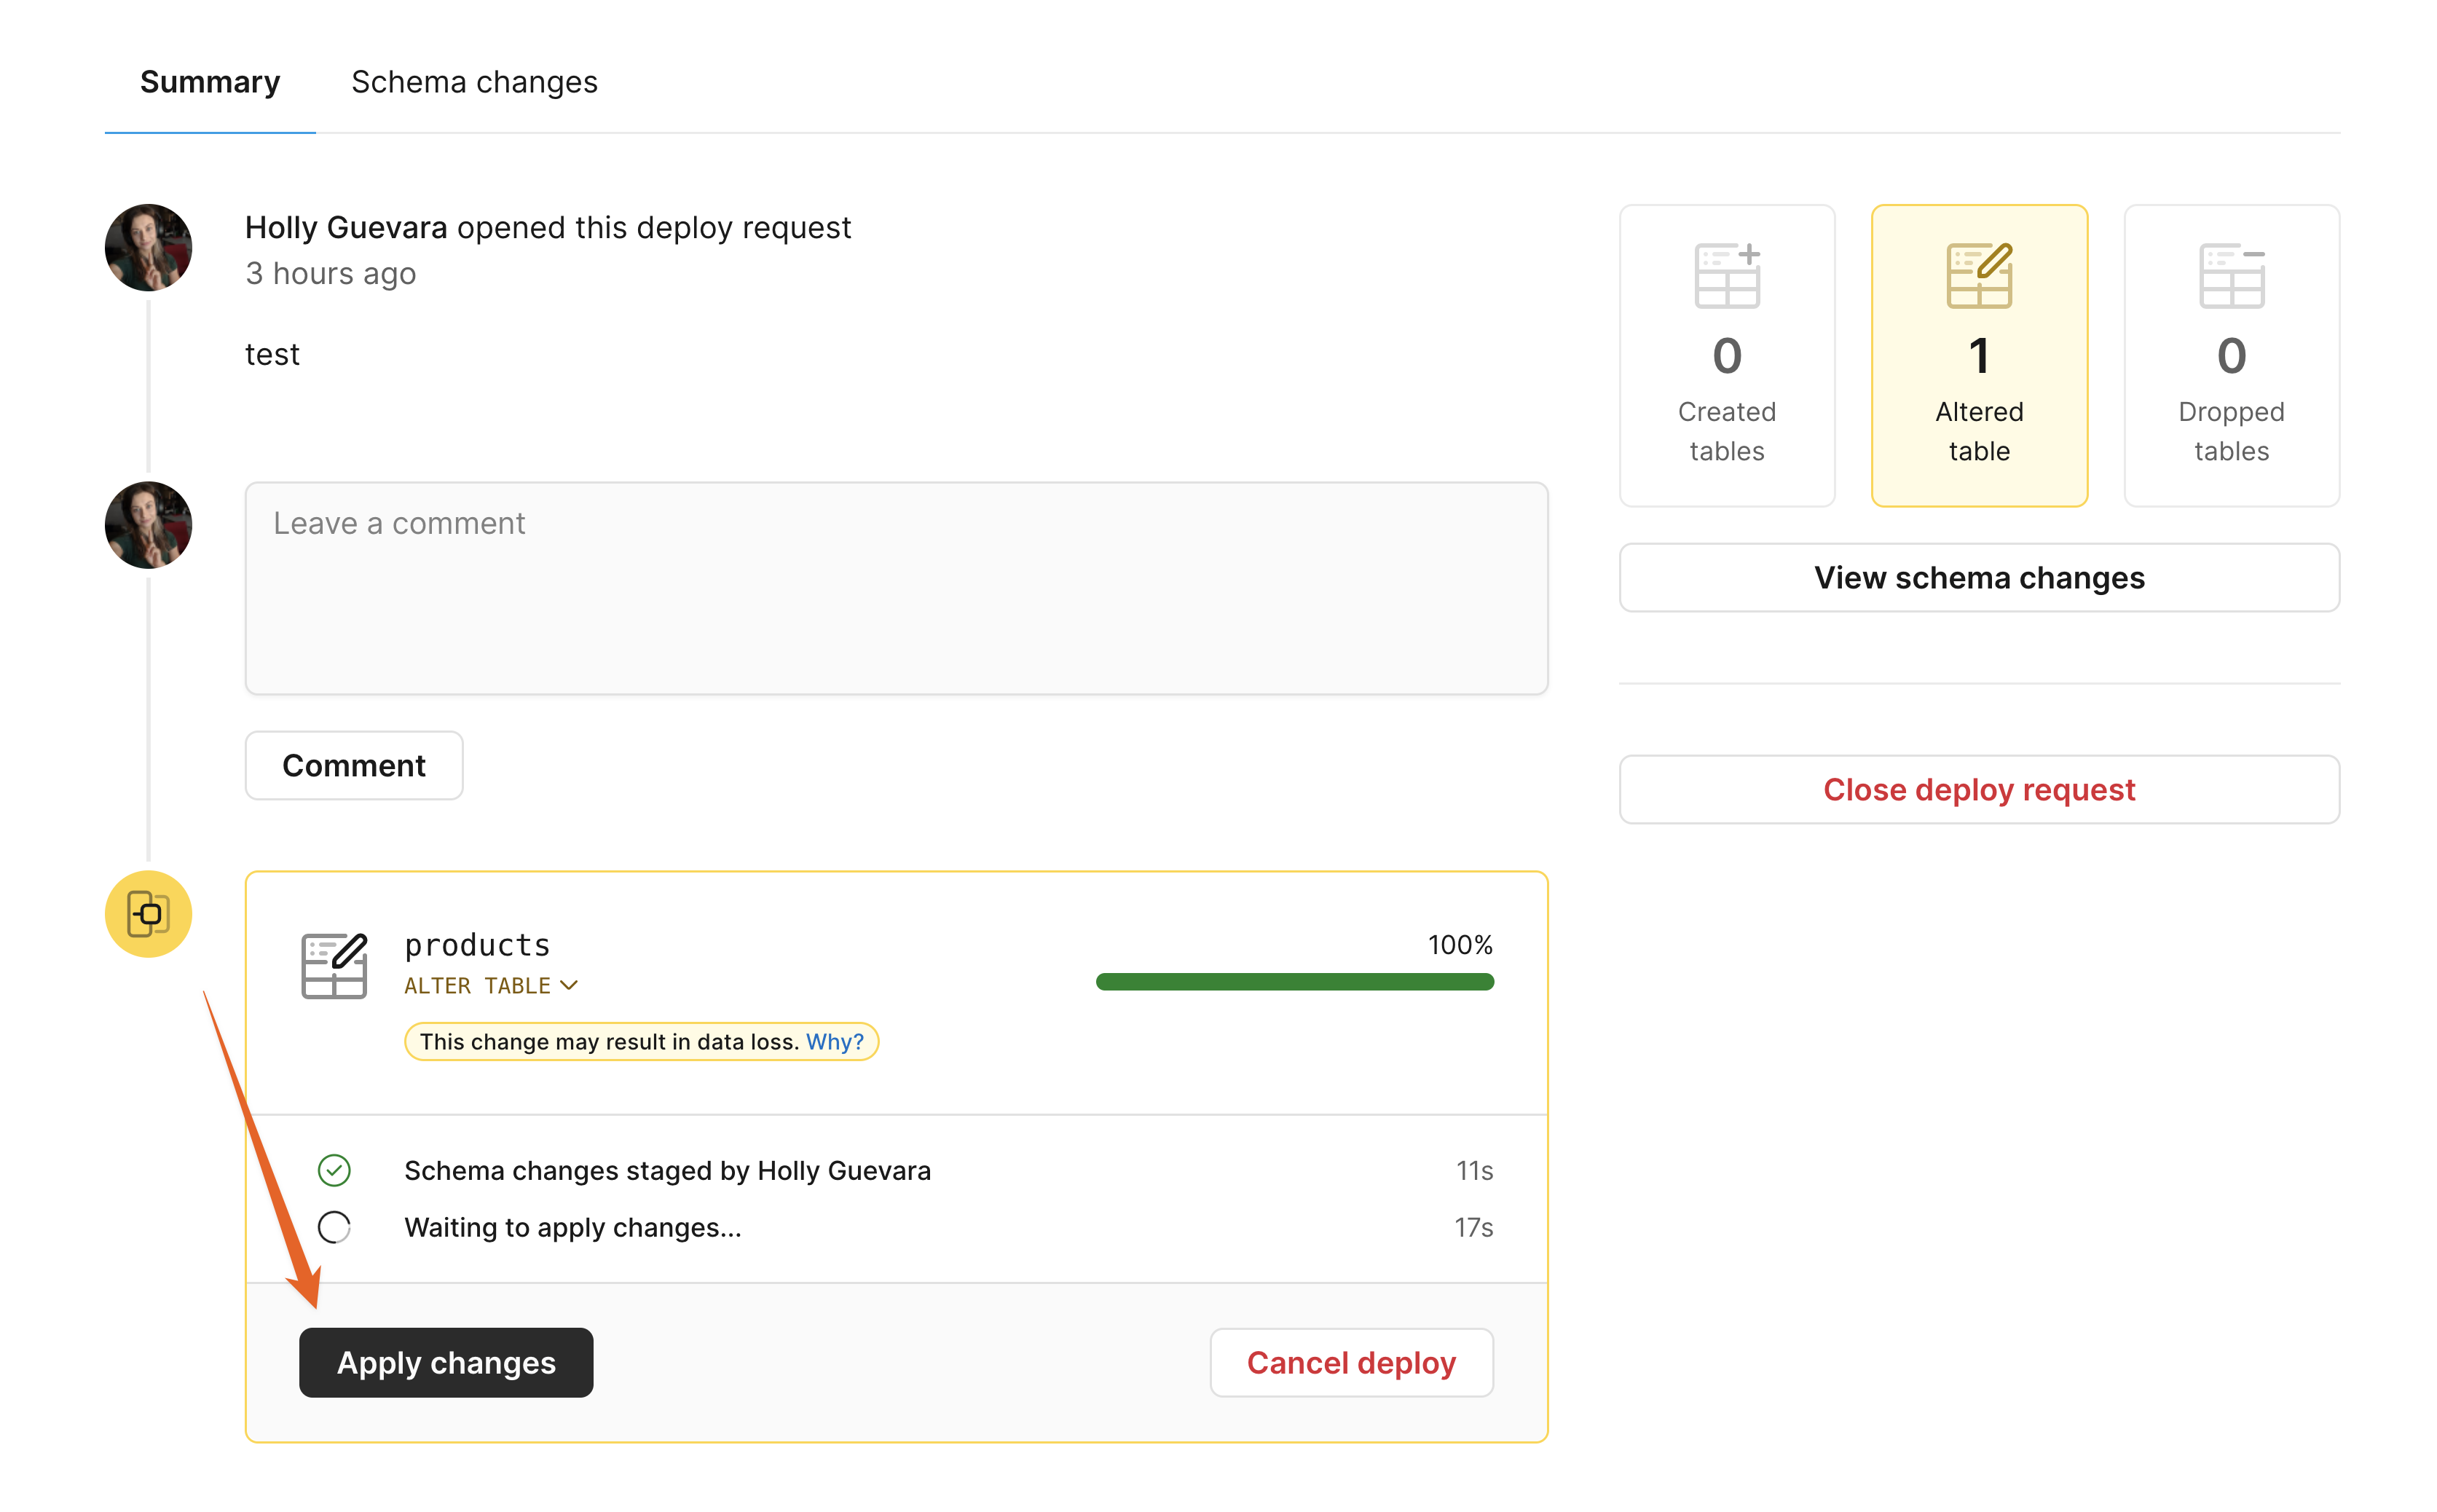 Summary
Schema changes
Holly Guevara opened this deploy request
3 hours ago
test
Leave a comment
Comment
0
Created
tables
1
Altered
table
0
Dropped
tables
View schema changes
Close deploy request
products
100%
ALTER TABLE
This change may result in data loss. Why?
Schema changes staged by Holly Guevara
11s
Waiting to apply changes...
17s
Apply changes
Cancel deploy